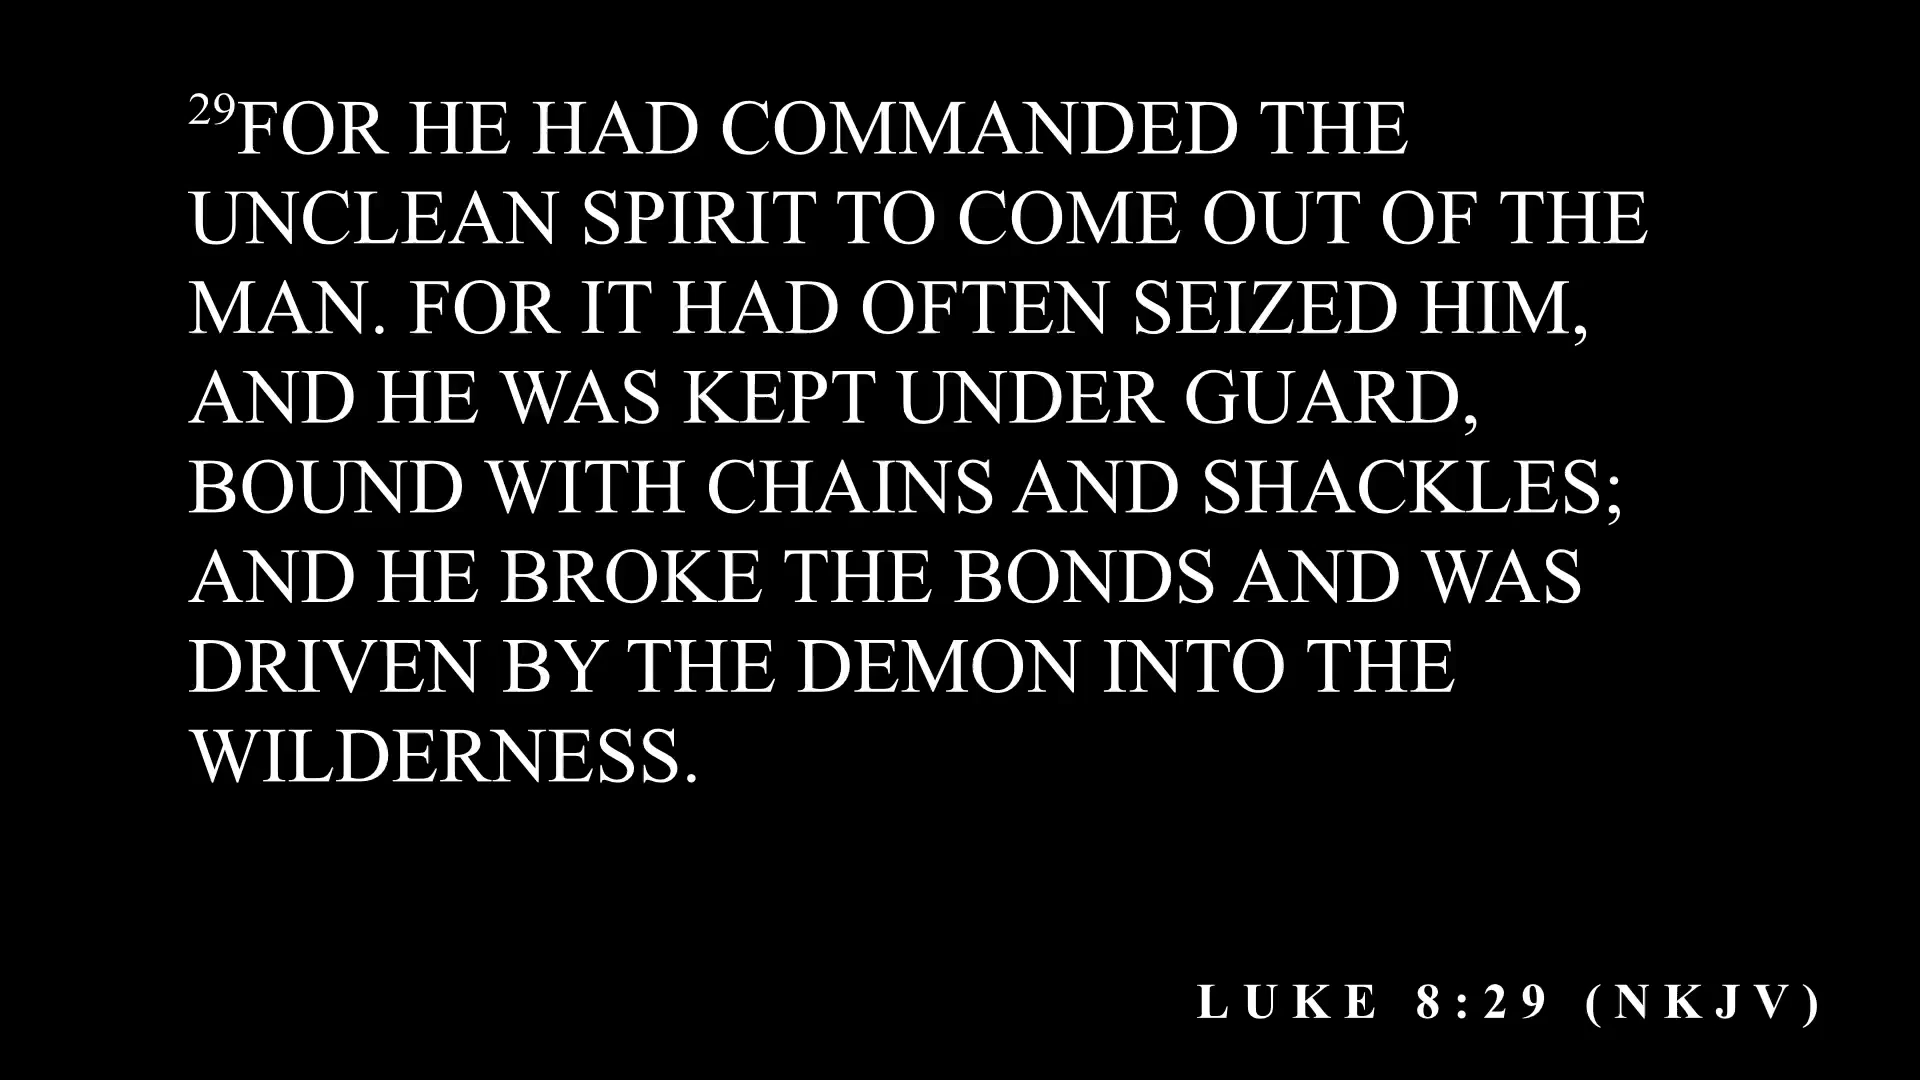 29FOR HE HAD COMMANDED THE
UNCLEAN SPIRIT TO COME OUT OF THE
MAN. FOR IT HAD OFTEN SEIZED HIM,
AND HE WAS KEPT UNDER GUARD,
BOUND WITH CHAINS AND SHACKLES;
AND HE BROKE THE BONDS AND WAS
DRIVEN BY THE DEMON INTO THE
WILDERNESS.
LUKE 8:29 (NKJV)